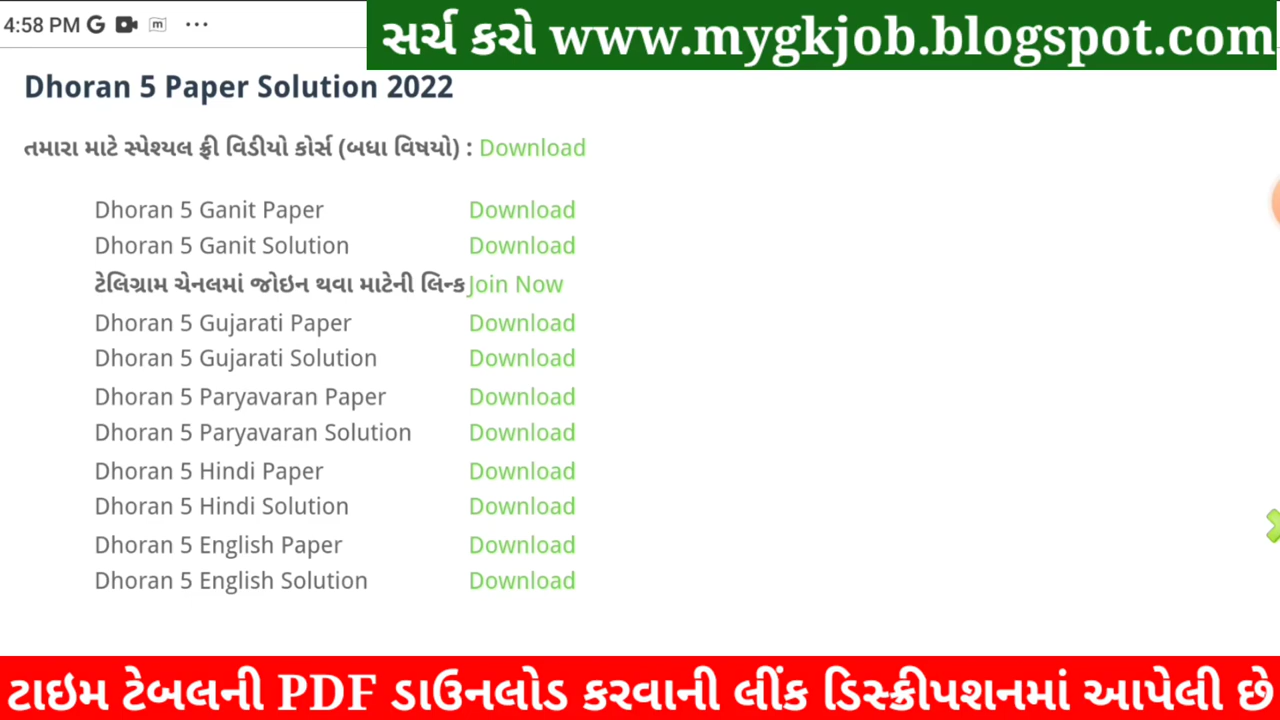 4:58 PM G m ...
સર્ચ કરો www.mygkjob.blogspot.com
Dhoran 5 Paper Solution 2022
તમારા માટે સ્પેશ્યલ ફ્રી વિડીયો કોર્સ (બધા વિષયો) : Download
Dhoran 5 Ganit Paper Download
Dhoran 5 Ganit Solution Download
ટેલિગ્રામ ચેનલમાં જોઇન થવા માટેની લિન્ક Join Now
Dhoran 5 Gujarati Paper Download
Dhoran 5 Gujarati Solution Download
Dhoran 5 Paryavaran Paper Download
Dhoran 5 Paryavaran Solution Download
Dhoran 5 Hindi Paper Download
Dhoran 5 Hindi Solution Download
Dhoran 5 English Paper Download
Dhoran 5 English Solution Download
ટાઇમ ટેબલની PDF ડાઉનલોડ કરવાની લીંક ડિસ્ક્રીપશનમાં આપેલી છે